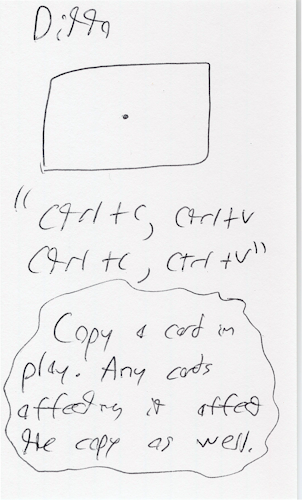 Ditto
"Ctrl+C, Ctrl+V
Ctrl+C, Ctrl+V"
Copy a card in
play. Any cards
affecting it affect
the copy as well.